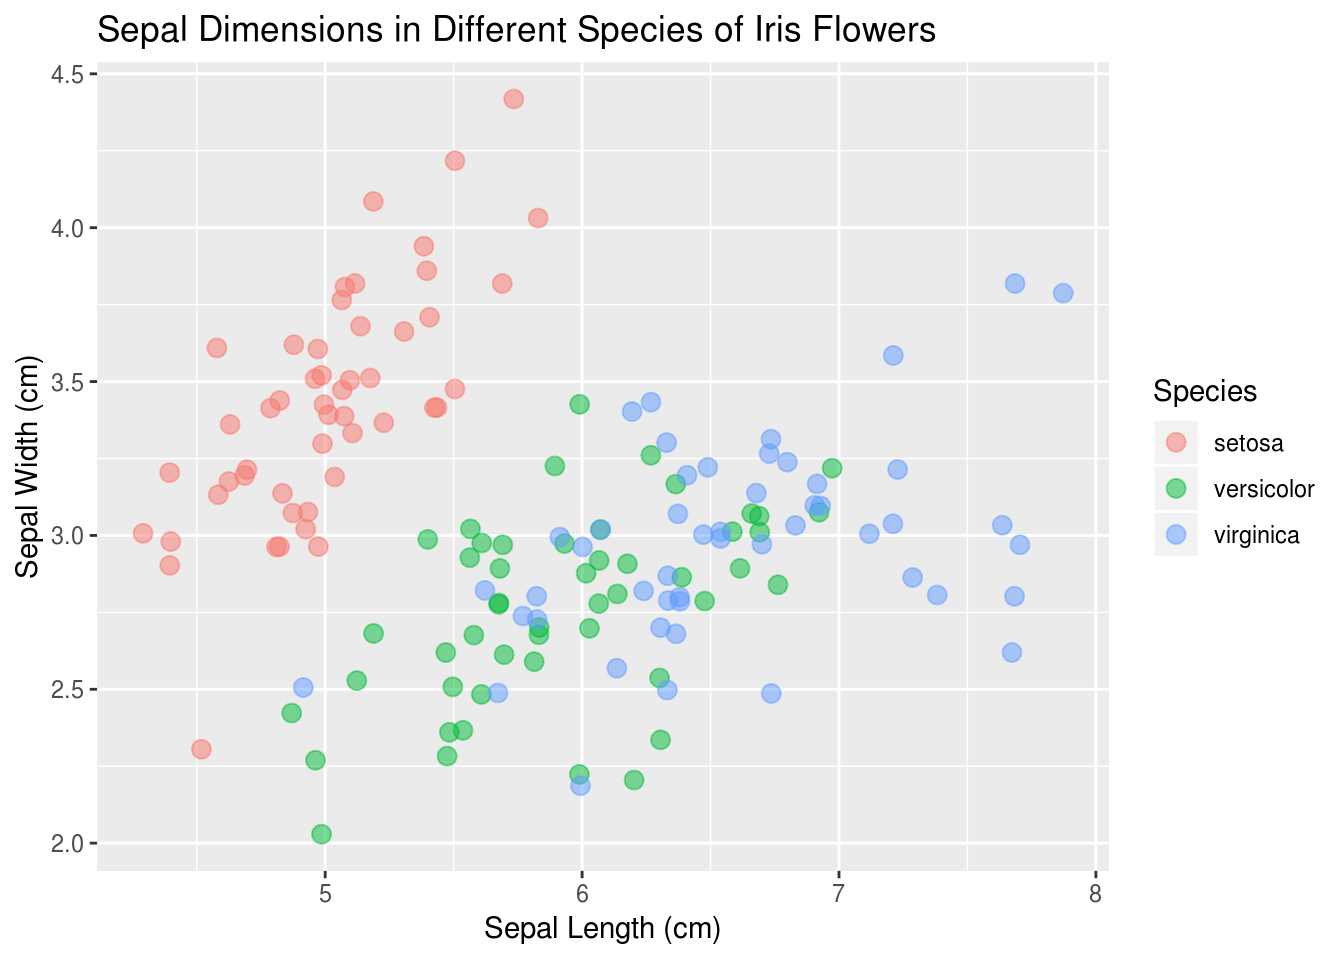 Sepal Dimensions in Different Species of Iris Flowers
4.5
4.0
3.5
3.0
2.5
2.0
Sepal Width (cm)
5 6 7 8
Sepal Length (cm)
Species
setosa
versicolor
virginica